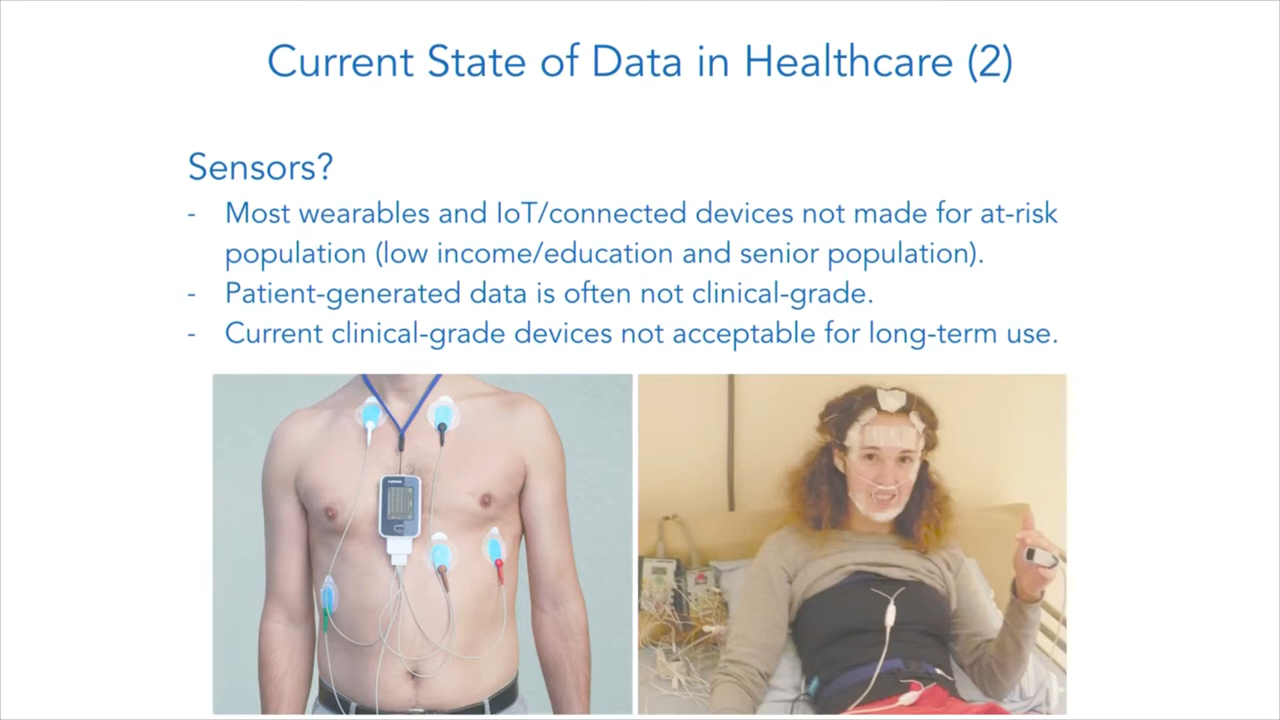 Current State of Data in Healthcare (2)
Sensors?
- Most wearables and IoT/connected devices not made for at-risk
population (low income/education and senior population).
- Patient-generated data is often not clinical-grade.
- Current clinical-grade devices not acceptable for long-term use.